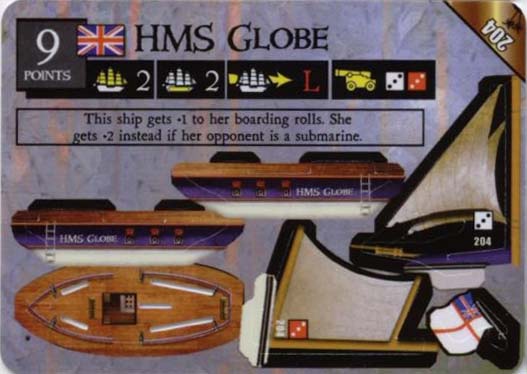 9
POINTS
HMS GLOBE
204
2 2 L
This ship gets +1 to her boarding rolls. She
gets +2 instead if her opponent is a submarine.
HMS GLOBE
HMS GLOBE
204
204